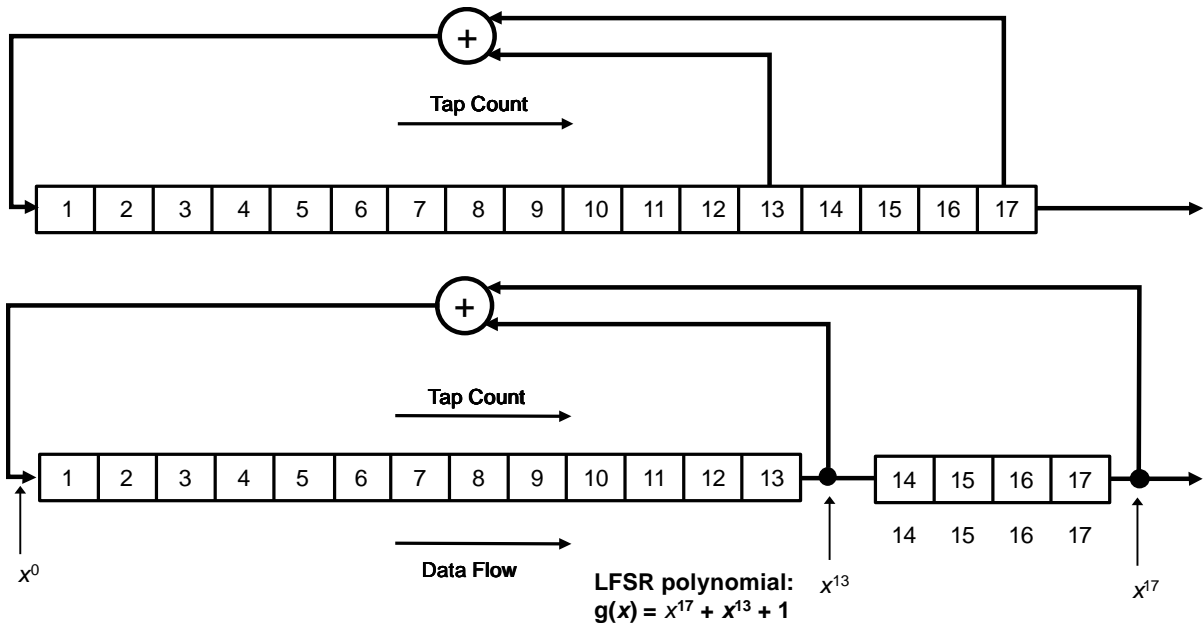 +
Tap Count
1 2 3 4 5 6 7 8 9 10 11 12 13 14 15 16 17
+
Tap Count
1 2 3 4 5 6 7 8 9 10 11 12 13 14 15 16 17
14 15 16 17
x⁰
Data Flow
x¹³
x¹⁷
LFSR polynomial:
g(x) = x¹⁷ + x¹³ + 1